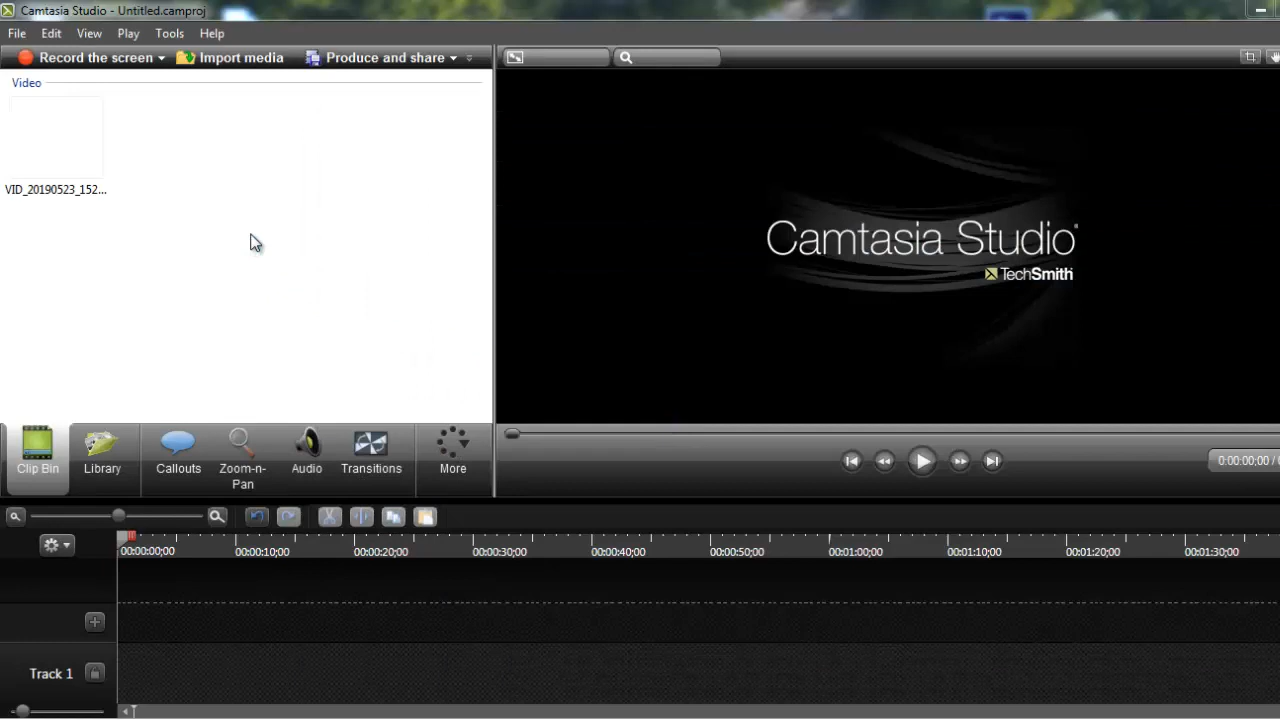 Camtasia Studio - Untitled.camproj
File Edit View Play Tools Help
Record the screen Import media Produce and share
Video
VID_20190523_152...
Camtasia Studio®
TechSmith
Clip Bin Library Callouts Zoom-n-Pan Audio Transitions More
0:00:00;00 /
00:00:00;00 00:00:10;00 00:00:20;00 00:00:30;00 00:00:40;00 00:00:50;00 00:01:00;00 00:01:10;00 00:01:20;00 00:01:30;00
Track 1